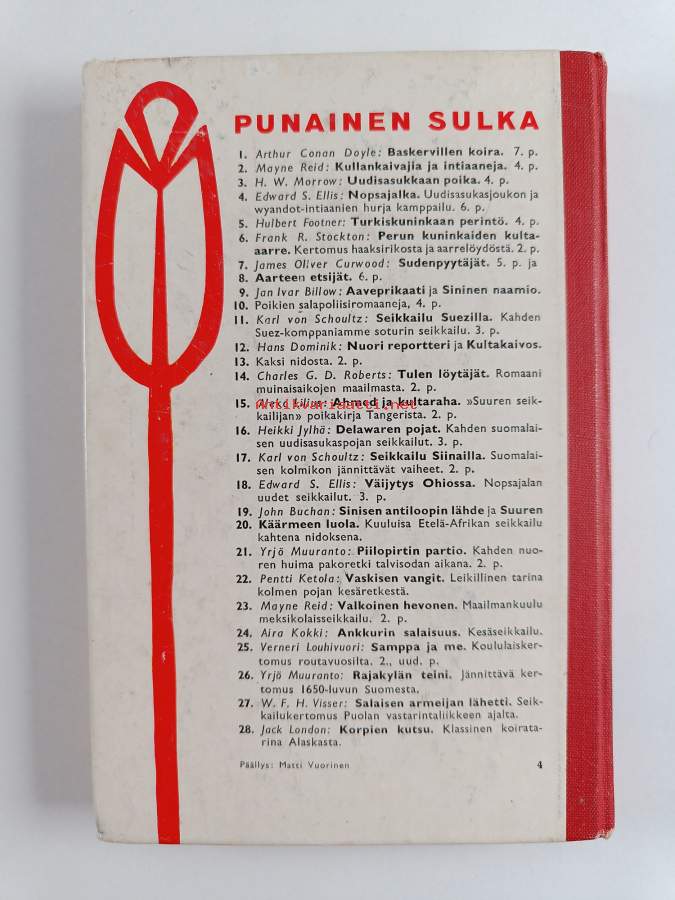 PUNAINEN SULKA
1. Arthur Conan Doyle: Baskervillen koira. 7. p.
2. Mayne Reid: Kullankaivajia ja intiaaneja. 4. p.
3. H. W. Morrow: Uudisasukkaan poika. 4. p.
4. Edward S. Ellis: Nopsajalka. Uudisasukasjoukon ja
wyandot-intiaanien hurja kamppailu. 6. p.
5. Hulbert Footner: Turkiskuninkaan perintö. 4. p.
6. Frank R. Stockton: Perun kuninkaiden kulta-
aarre. Kertomus haaksirikosta ja aarrelöydöstä. 2. p.
7. James Oliver Curwood: Sudenpyytäjät. 5. p. ja
8. Aarteen etsijät. 6. p.
9. Jan Ivar Billow: Aaveprikaati ja Sininen naamio.
10. Poikien salapoliisiromaaneja, 4. p.
11. Karl von Schoultz: Seikkailu Suezilla. Kahden
Suez-komppaniamme soturin seikkailu. 3. p.
12. Hans Dominik: Nuori reportteri ja Kultakaivos.
13. Kaksi nidosta. 2. p.
14. Charles G. D. Roberts: Tulen löytäjät. Romaani
muinaisaikojen maailmasta. 2. p.
15. Aleko Lilius: Ahmed ja kultaraha. »Suuren seik-
kailijan» poikakirja Tangerista. 2. p.
Antikvariaatti.net
16. Heikki Jylhä: Delawaren pojat. Kahden suomalai-
sen uudisasukaspojan seikkailut. 3. p.
17. Karl von Schoultz: Seikkailu Siinailla. Suomalai-
sen kolmikon jännittävät vaiheet. 2. p.
18. Edward S. Ellis: Väijytys Ohiossa. Nopsajalan
uudet seikkailut. 3. p.
19. John Buchan: Sinisen antiloopin lähde ja Suuren
20. Käärmeen luola. Kuuluisa Etelä-Afrikan seikkailu
kahtena nidoksena.
21. Yrjö Muuranto: Piilopirtin partio. Kahden nuo-
ren huima pakoretki talvisodan aikana. 2. p.
22. Pentti Ketola: Vaskisen vangit. Leikillinen tarina
kolmen pojan kesäretkestä.
23. Mayne Reid: Valkoinen hevonen. Maailmankuulu
meksikolaisseikkailu. 2. p.
24. Aira Kokki: Ankkurin salaisuus. Kesäseikkailu.
25. Verneri Louhivuori: Samppa ja me. Koululaisker-
tomus routavuosilta. 2., uud. p.
26. Yrjö Muuranto: Rajakylän teini. Jännittävä ker-
tomus 1650-luvun Suomesta.
27. W. F. H. Visser: Salaisen armeijan lähetti. Seik-
kailukertomus Puolan vastarintaliikkeen ajalta.
28. Jack London: Korpien kutsu. Klassinen koirata-
rina Alaskasta.
Päällys: Matti Vuorinen 4